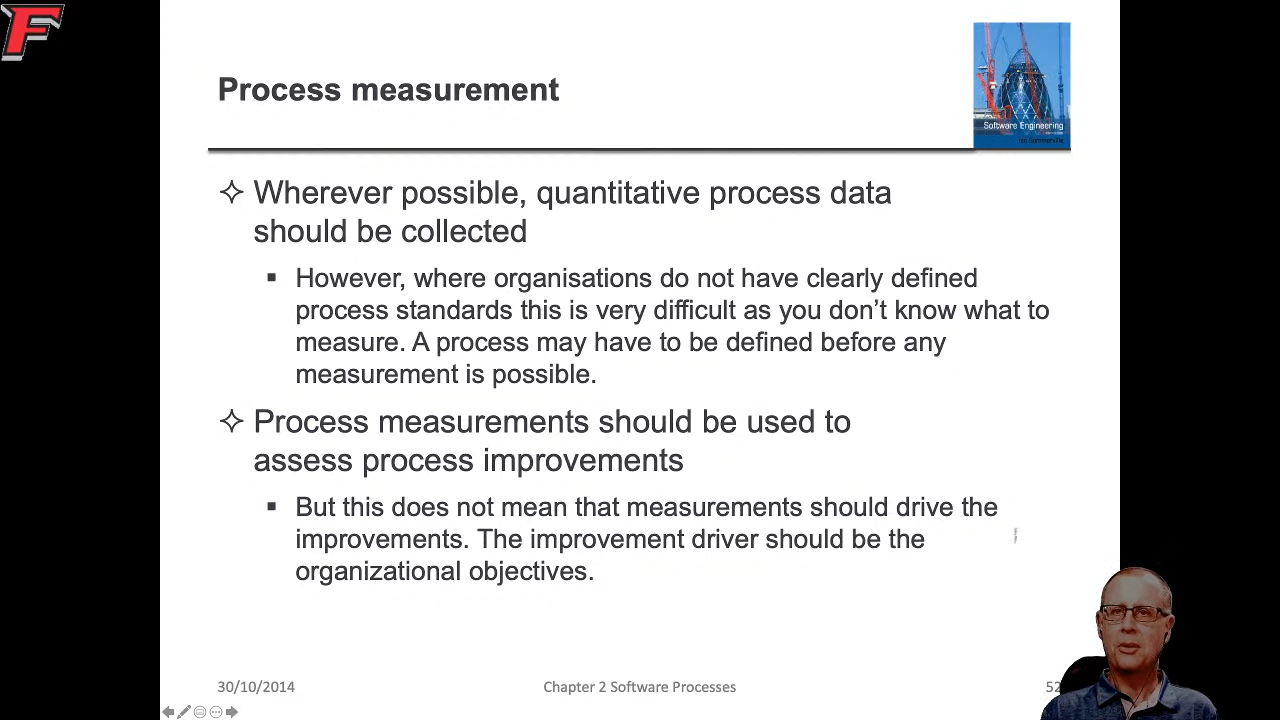 F
Process measurement
Software Engineering
Ian Sommerville
✧ Wherever possible, quantitative process data
should be collected
▪ However, where organisations do not have clearly defined
process standards this is very difficult as you don’t know what to
measure. A process may have to be defined before any
measurement is possible.
✧ Process measurements should be used to
assess process improvements
▪ But this does not mean that measurements should drive the
improvements. The improvement driver should be the
organizational objectives.
30/10/2014
Chapter 2 Software Processes
52